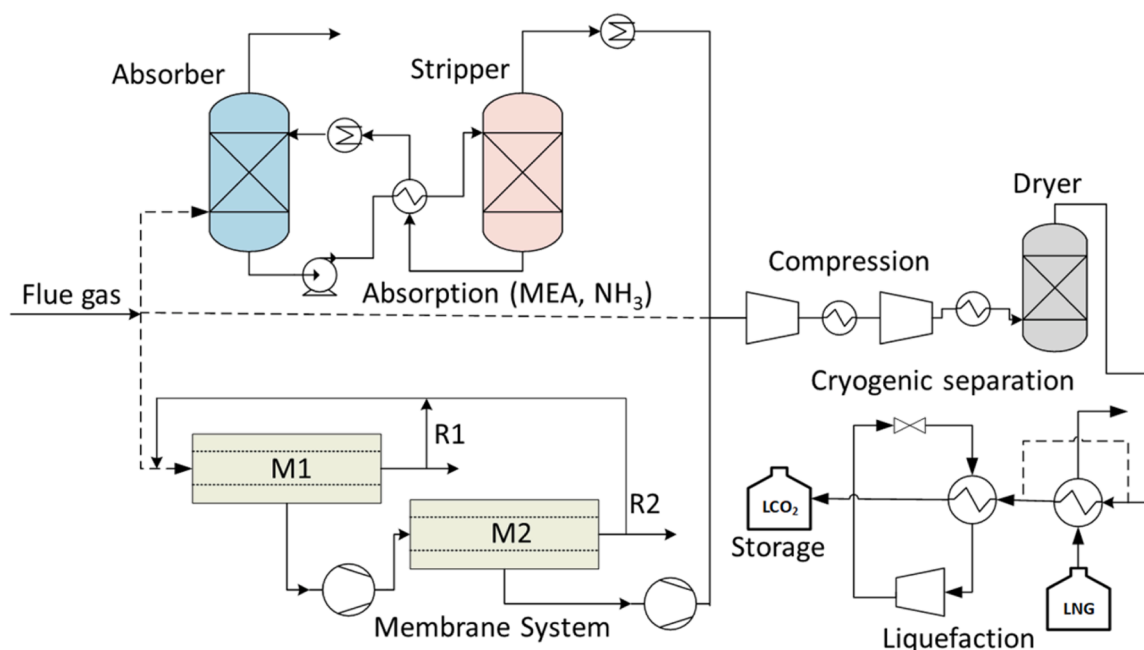 Absorber
Stripper
Dryer
Compression
Flue gas
Absorption (MEA, NH₃)
Cryogenic separation
R1
M1
R2
M2
LCO₂
Storage
LNG
Membrane System
Liquefaction